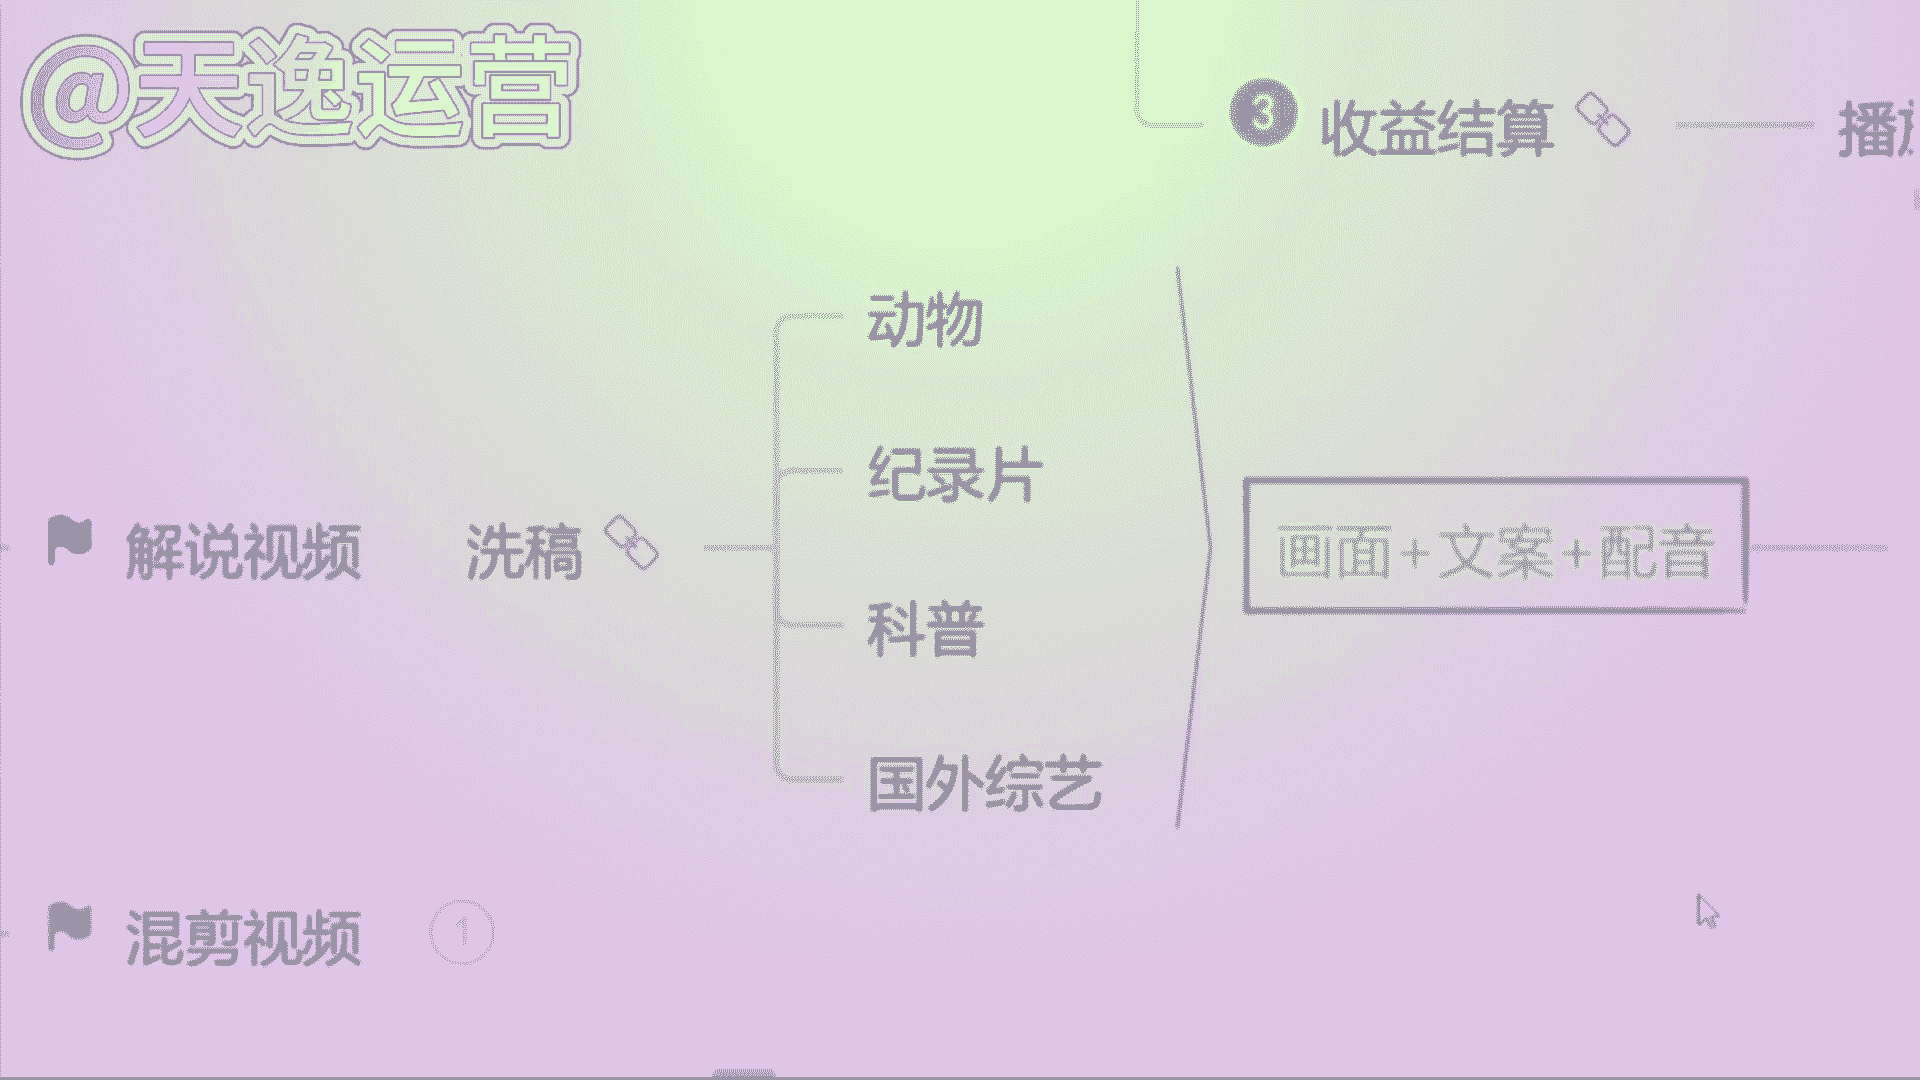 @天逸运营
3 收益结算 播
动物
纪录片
解说视频 洗稿 画面+文案+配音
科普
国外综艺
混剪视频 1